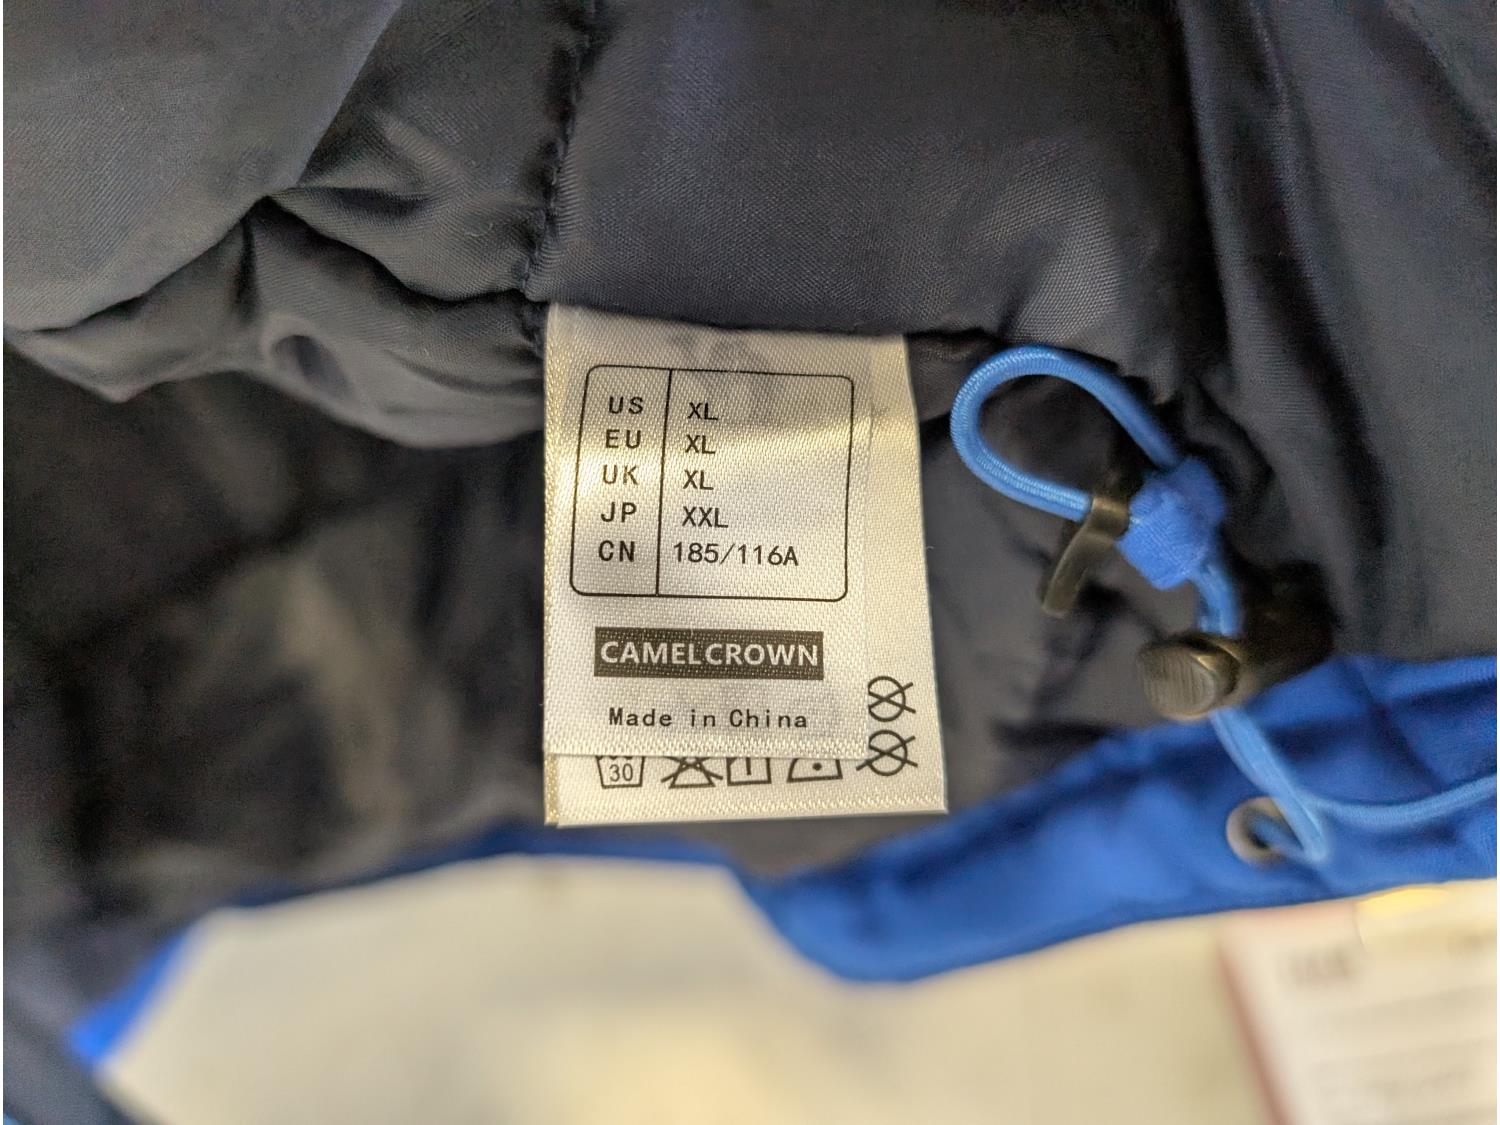 US XL
EU XL
UK XL
JP XXL
CN 185/116A
CAMELCROWN
Made in China
30